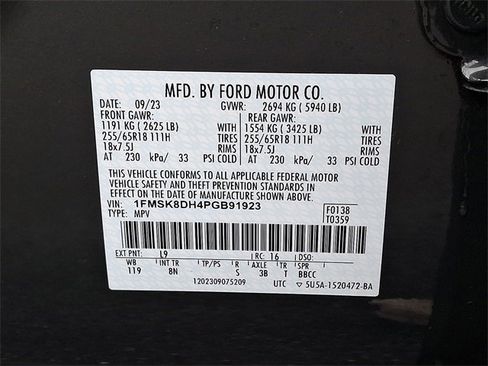 MFD. BY FORD MOTOR CO.
DATE: 09/23 GVWR: 2694 KG ( 5940 LB)
FRONT GAWR: REAR GAWR:
1191 KG ( 2625 LB) WITH 1554 KG ( 3425 LB) WITH
255/65R18 111H TIRES 255/65R18 111H TIRES
18x7.5J RIMS 18x7.5J RIMS
AT 230 kPa/ 33 PSI COLD AT 230 kPa/ 33 PSI COLD
THIS VEHICLE CONFORMS TO ALL APPLICABLE FEDERAL MOTOR
VEHICLE SAFETY AND THEFT PREVENTION STANDARDS IN
EFFECT ON THE DATE OF MANUFACTURE SHOWN ABOVE.
VIN: 1FMSK8DH4PGB91923 F0138
TYPE: MPV T0359
EXT PNT: L9 RC: 16
WB INT TR TP/PS R AXLE TR SPR
119 8N S 3B T BBCC
1202309075209 UTC 5U5A-1520472-BA